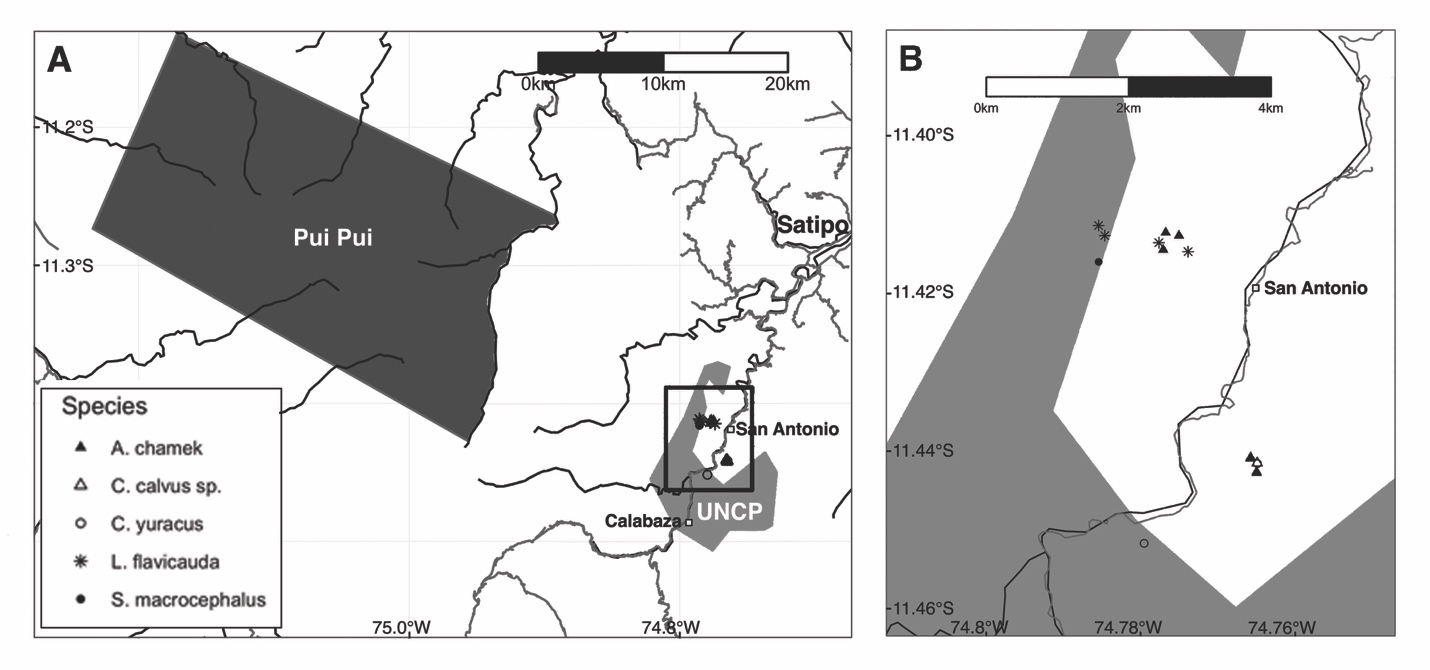 A
0km 10km 20km
11.2°S
Satipo
Pui Pui
11.3°S
Species
A. chamek
C. calvus sp.
C. yuracus
L. flavicauda
S. macrocephalus
San Antonio
UNCP
Calabaza
75.0°W 74.8°W
B
0km 2km 4km
11.40°S
11.42°S
San Antonio
11.44°S
11.46°S
74.8°W 74.78°W 74.76°W